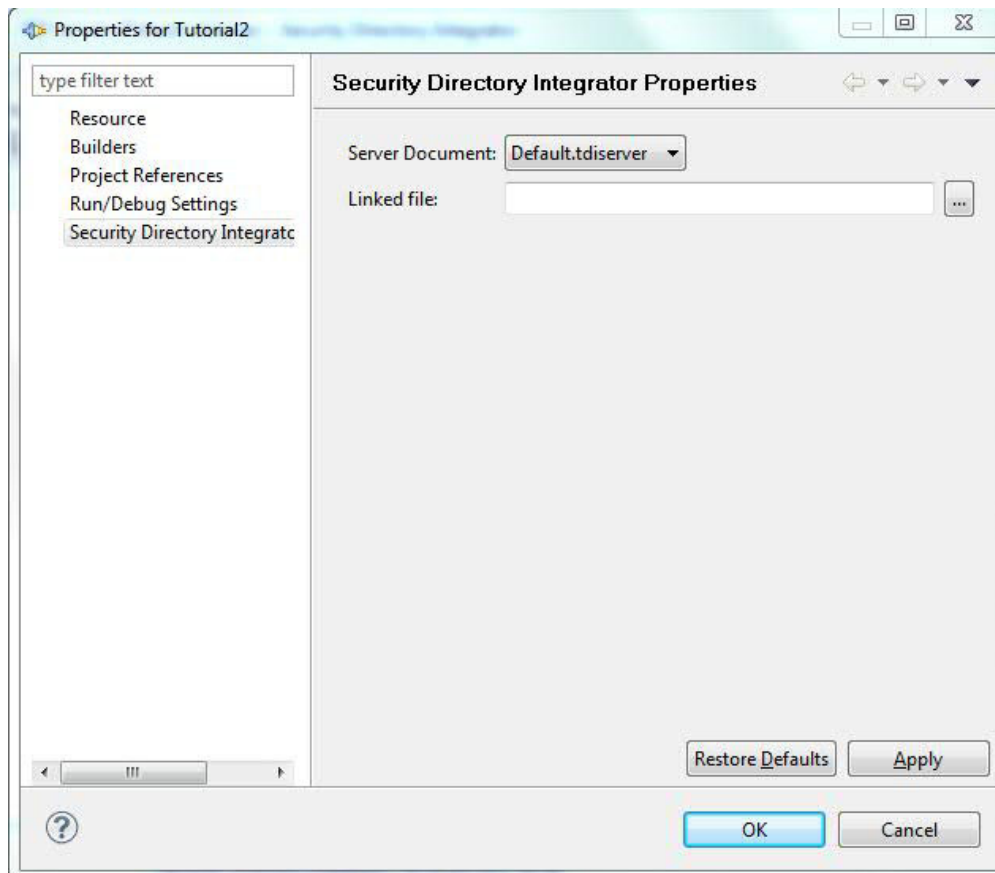 Properties for Tutorial2
type filter text
Resource
Builders
Project References
Run/Debug Settings
Security Directory Integratc
Security Directory Integrator Properties
Server Document: Default.tdiserver
Linked file:
...
Restore Defaults
Apply
OK
Cancel